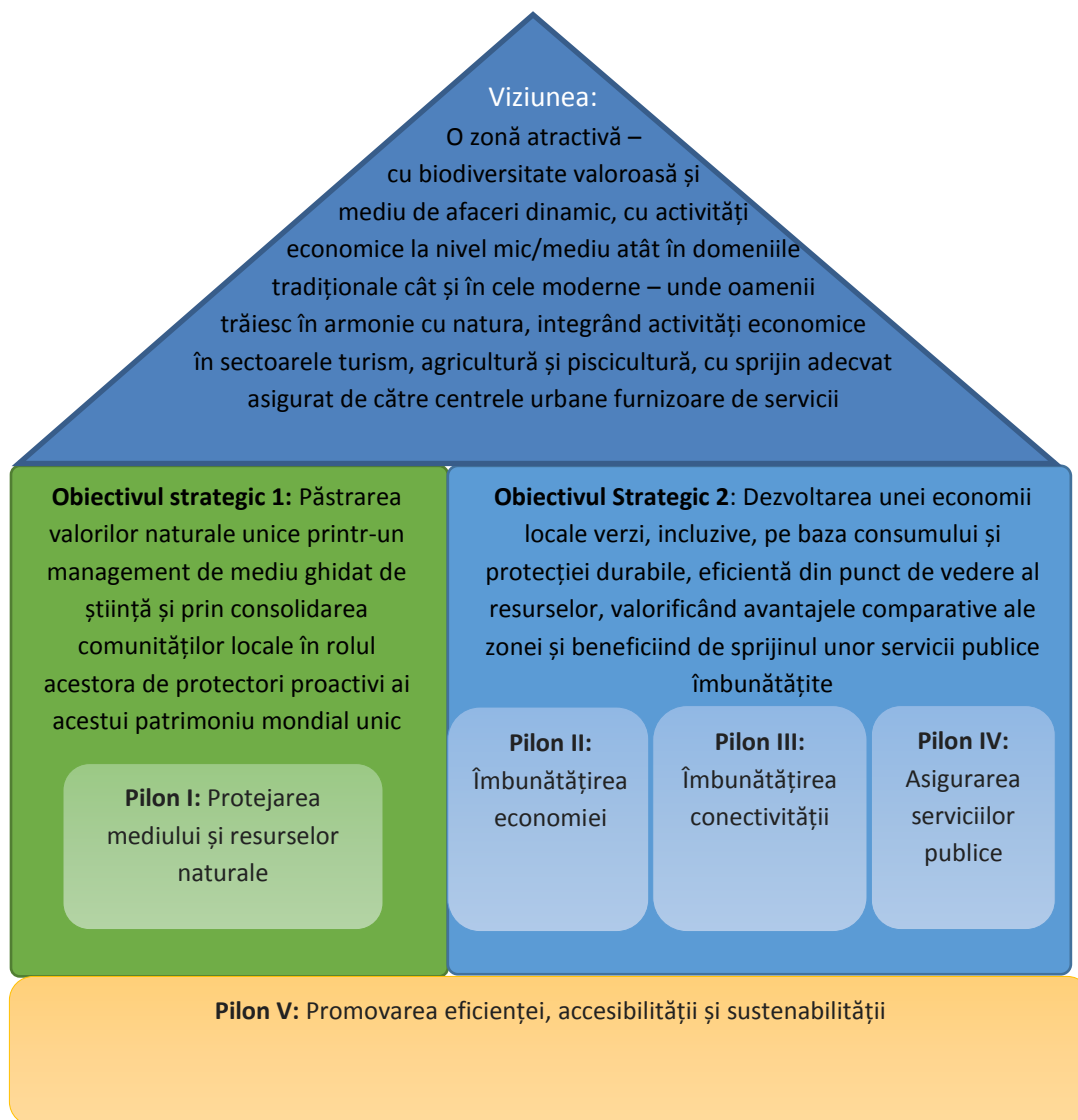 Viziunea:
O zonă atractivă –
cu biodiversitate valoroasă și
mediu de afaceri dinamic, cu activități
economice la nivel mic/mediu atât în domeniile
tradiționale cât și în cele moderne – unde oamenii
trăiesc în armonie cu natura, integrând activități economice
în sectoarele turism, agricultură și piscicultură, cu sprijin adecvat
asigurat de către centrele urbane furnizoare de servicii
Obiectivul strategic 1: Păstrarea
valorilor naturale unice printr-un
management de mediu ghidat de
știință și prin consolidarea
comunităților locale în rolul
acestora de protectori proactivi ai
acestui patrimoniu mondial unic
Pilon I: Protejarea
mediului și resurselor
naturale
Obiectivul Strategic 2: Dezvoltarea unei economii
locale verzi, incluzive, pe baza consumului și
protecției durabile, eficientă din punct de vedere al
resurselor, valorificând avantajele comparative ale
zonei și beneficiind de sprijinul unor servicii publice
îmbunătățite
Pilon II:
Îmbunătățirea
economiei
Pilon III:
Îmbunătățirea
conectivității
Pilon IV:
Asigurarea
serviciilor
publice
Pilon V: Promovarea eficienței, accesibilității și sustenabilității